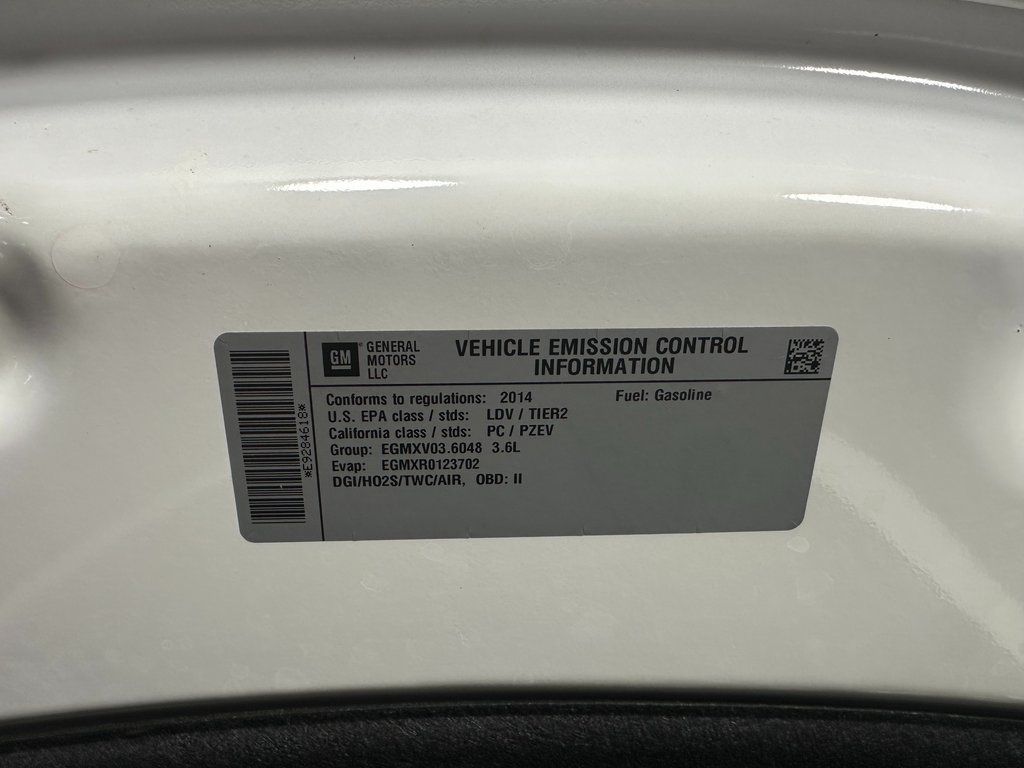 *E9284618*
GM
GENERAL
MOTORS
LLC
VEHICLE EMISSION CONTROL
INFORMATION
Conforms to regulations: 2014 Fuel: Gasoline
U.S. EPA class / stds: LDV / TIER2
California class / stds: PC / PZEV
Group: EGMXV03.6048 3.6L
Evap: EGMXR0123702
DGI/HO2S/TWC/AIR, OBD: II